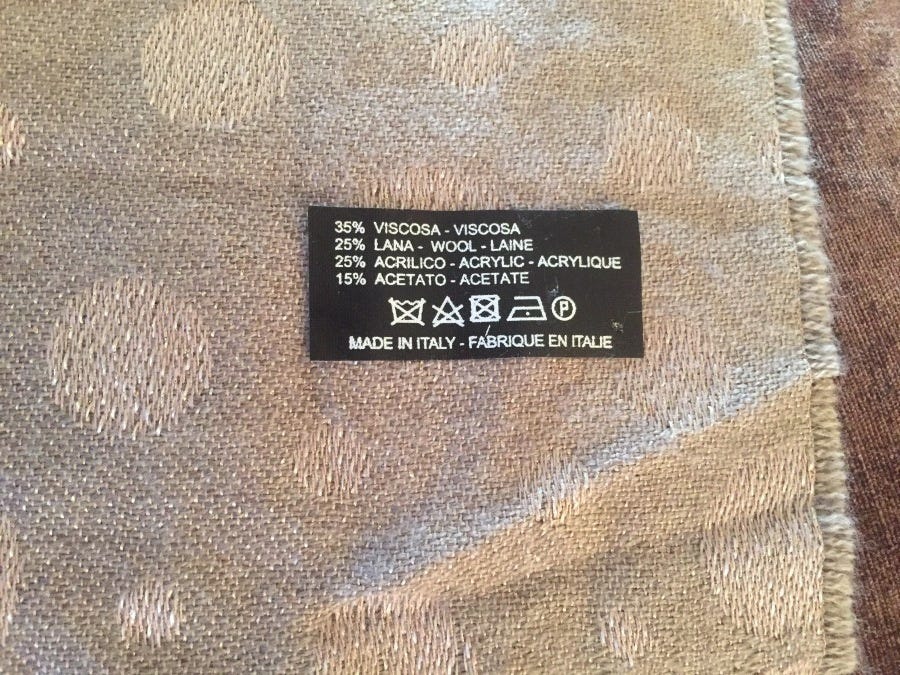 35% VISCOSA - VISCOSA
25% LANA - WOOL - LAINE
25% ACRILICO - ACRYLIC - ACRYLIQUE
15% ACETATO - ACETATE
P
MADE IN ITALY - FABRIQUE EN ITALIE